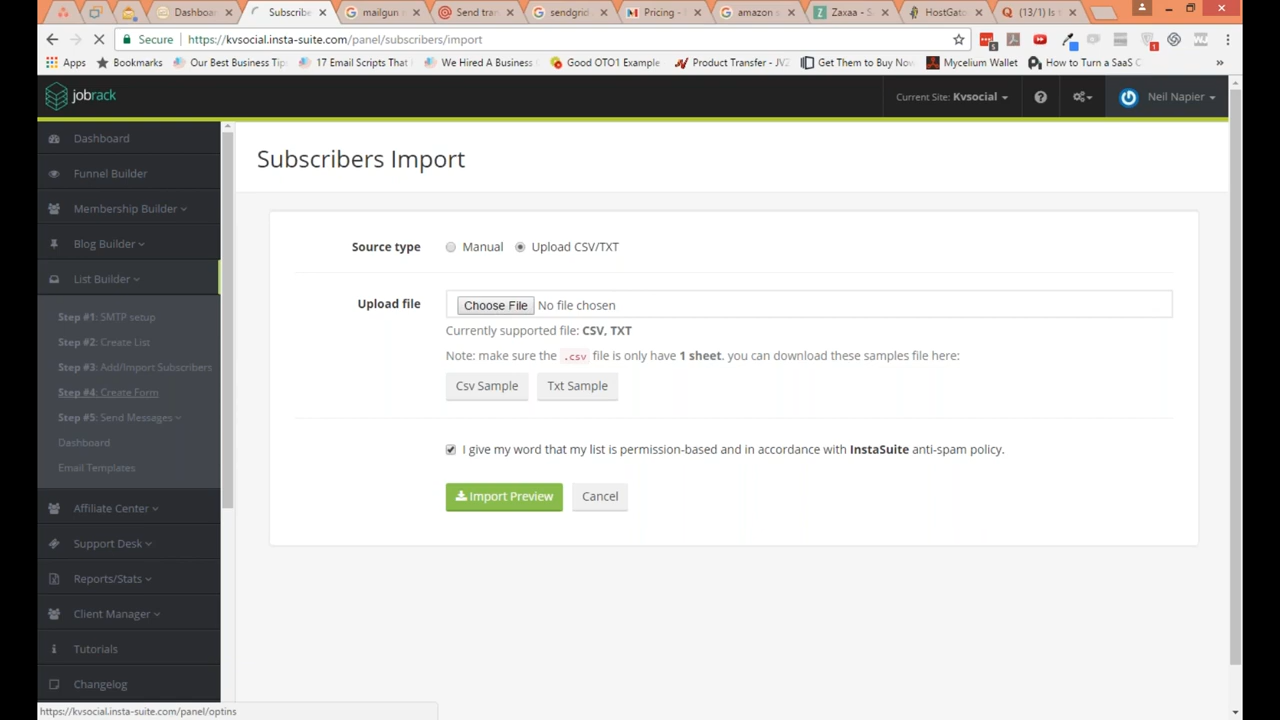 Dashboa
Subscribe
mailgun
Send tra
sendgrid
Pricing -
amazon s
Zaxaa - S
HostGato
(13/1) Is t
Secure
https://kvsocial.insta-suite.com/panel/subscribers/import
Apps
Bookmarks
Our Best Business Tip
17 Email Scripts That
We Hired A Business
Good OTO1 Example
Product Transfer - JVZ
Get Them to Buy Now
Mycelium Wallet
How to Turn a SaaS C
»
jobrack
Current Site: Kvsocial
Neil Napier
Dashboard
Funnel Builder
Membership Builder
Blog Builder
List Builder
Step #1: SMTP setup
Step #2: Create List
Step #3: Add/Import Subscribers
Step #4: Create Form
Step #5: Send Messages
Dashboard
Email Templates
Affiliate Center
Support Desk
Reports/Stats
Client Manager
Tutorials
Changelog
Subscribers Import
Source type
Manual
Upload CSV/TXT
Upload file
Choose File No file chosen
Currently supported file: CSV, TXT
Note: make sure the .csv file is only have 1 sheet. you can download these samples file here:
Csv Sample
Txt Sample
I give my word that my list is permission-based and in accordance with InstaSuite anti-spam policy.
Import Preview
Cancel
https://kvsocial.insta-suite.com/panel/optins